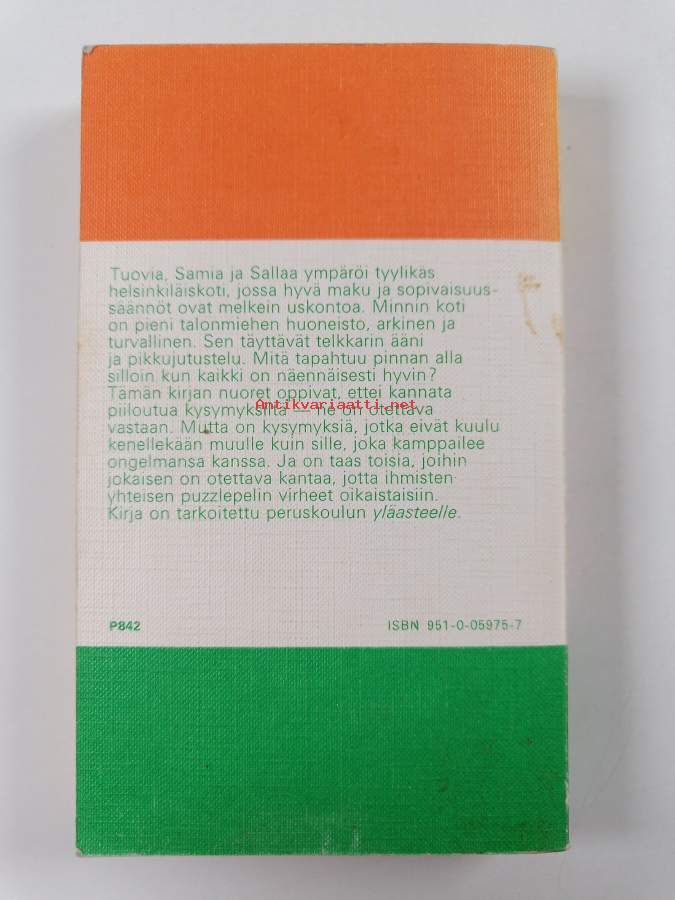 Tuovia, Samia ja Sallaa ympäröi tyylikäs
helsinkiläiskoti, jossa hyvä maku ja sopivaisuus-
säännöt ovat melkein uskontoa. Minnin koti
on pieni talonmiehen huoneisto, arkinen ja
turvallinen. Sen täyttävät telkkarin ääni
ja pikkujutustelu. Mitä tapahtuu pinnan alla
silloin kun kaikki on näennäisesti hyvin?
Tämän kirjan nuoret oppivat, ettei kannata
Antikvariaatti.net
piiloutua kysymyksiltä — ne on otettava
vastaan. Mutta on kysymyksiä, jotka eivät kuulu
kenellekään muulle kuin sille, joka kamppailee
ongelmansa kanssa. Ja on taas toisia, joihin
jokaisen on otettava kantaa, jotta ihmisten
yhteisen puzzlepelin virheet oikaistaisiin.
Kirja on tarkoitettu peruskoulun yläasteelle.
P842 ISBN 951-0-05975-7